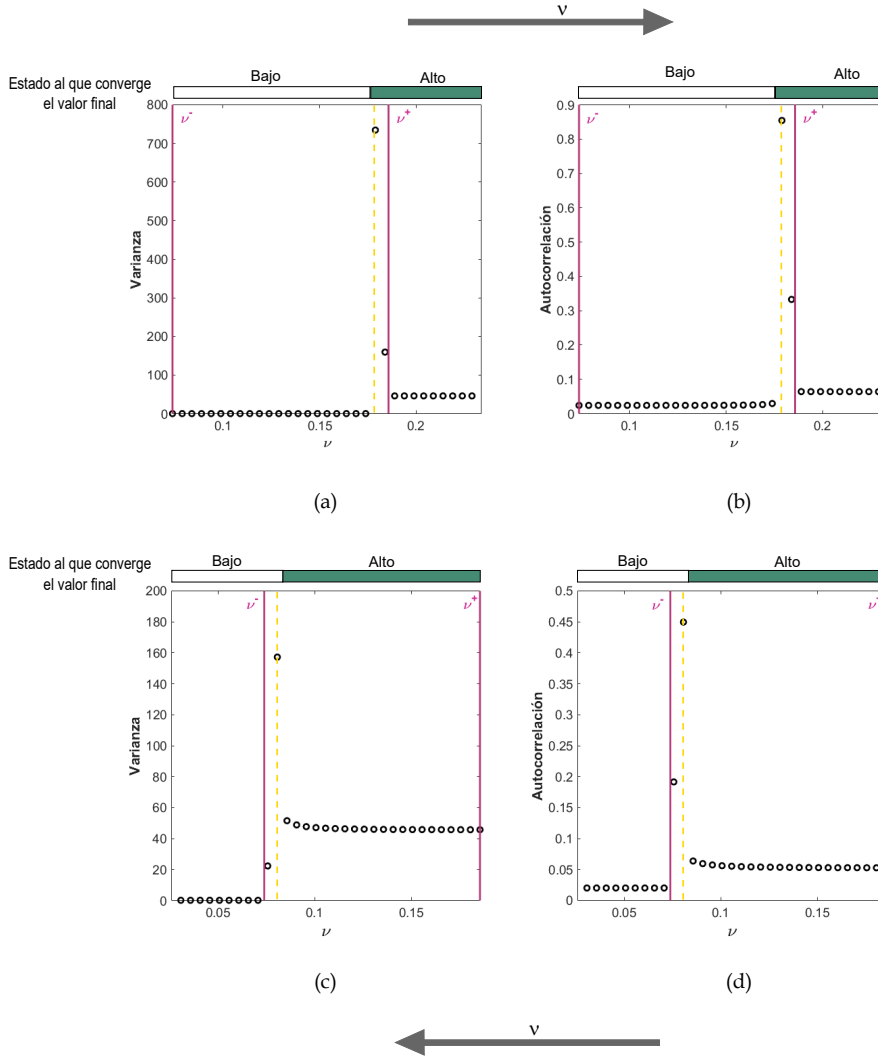 ν
Estado al que converge
el valor final
Bajo
Alto
800
700
600
500
400
300
200
100
0
Varianza
ν-
ν+
0.1
0.15
0.2
ν
(a)
Bajo
Alto
0.9
0.8
0.7
0.6
0.5
0.4
0.3
0.2
0.1
0
Autocorrelación
ν-
ν+
0.1
0.15
0.2
ν
(b)
Estado al que converge
el valor final
Bajo
Alto
200
180
160
140
120
100
80
60
40
20
0
Varianza
ν-
ν+
0.05
0.1
0.15
ν
(c)
Bajo
Alto
0.5
0.45
0.4
0.35
0.3
0.25
0.2
0.15
0.1
0.05
0
Autocorrelación
ν-
ν
0.05
0.1
0.15
ν
(d)
ν